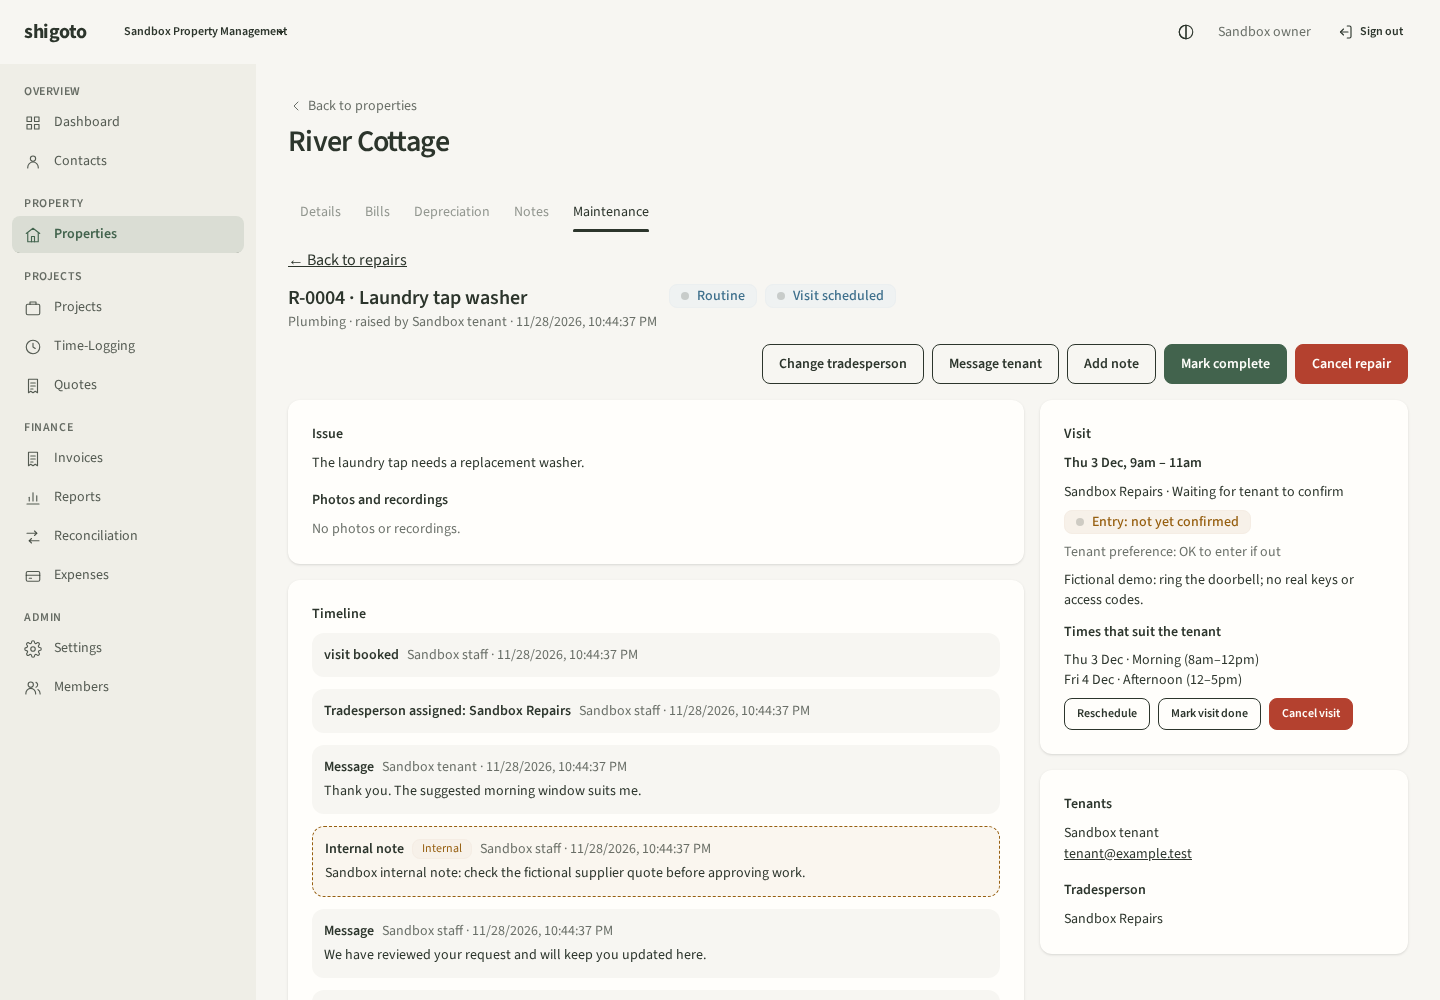 shigoto
Sandbox Property Management
Sandbox owner
Sign out
OVERVIEW
Dashboard
Contacts
PROPERTY
Properties
PROJECTS
Projects
Time-Logging
Quotes
FINANCE
Invoices
Reports
Reconciliation
Expenses
ADMIN
Settings
Members
Back to properties
River Cottage
Details Bills Depreciation Notes Maintenance
← Back to repairs
R-0004 · Laundry tap washer
Routine Visit scheduled
Plumbing · raised by Sandbox tenant · 11/28/2026, 10:44:37 PM
Change tradesperson Message tenant Add note Mark complete Cancel repair
Issue
The laundry tap needs a replacement washer.
Photos and recordings
No photos or recordings.
Timeline
visit booked Sandbox staff · 11/28/2026, 10:44:37 PM
Tradesperson assigned: Sandbox Repairs Sandbox staff · 11/28/2026, 10:44:37 PM
Message Sandbox tenant · 11/28/2026, 10:44:37 PM
Thank you. The suggested morning window suits me.
Internal note Internal Sandbox staff · 11/28/2026, 10:44:37 PM
Sandbox internal note: check the fictional supplier quote before approving work.
Message Sandbox staff · 11/28/2026, 10:44:37 PM
We have reviewed your request and will keep you updated here.
Visit
Thu 3 Dec, 9am – 11am
Sandbox Repairs · Waiting for tenant to confirm
Entry: not yet confirmed
Tenant preference: OK to enter if out
Fictional demo: ring the doorbell; no real keys or
access codes.
Times that suit the tenant
Thu 3 Dec · Morning (8am–12pm)
Fri 4 Dec · Afternoon (12–5pm)
Reschedule Mark visit done Cancel visit
Tenants
Sandbox tenant
tenant@example.test
Tradesperson
Sandbox Repairs